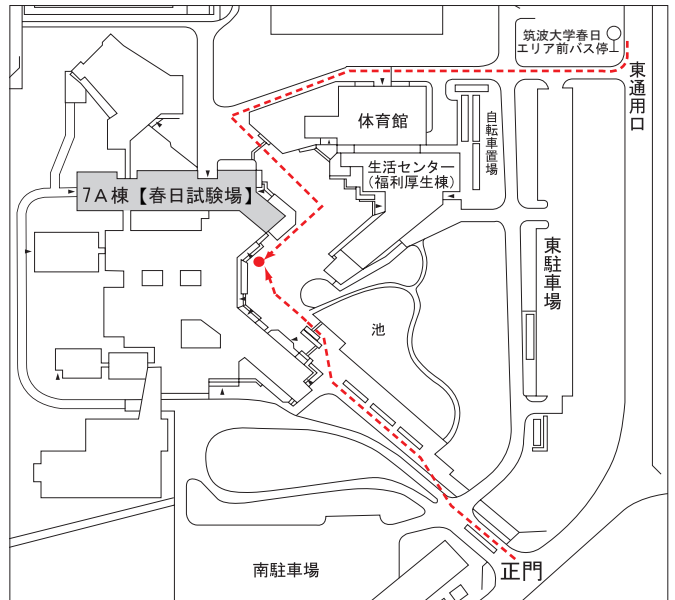 筑波大学春日
エリア前バス停
東通用口
体育館
自転車置場
生活センター
(福利厚生棟)
7A棟【春日試験場】
東駐車場
池
南駐車場
正門